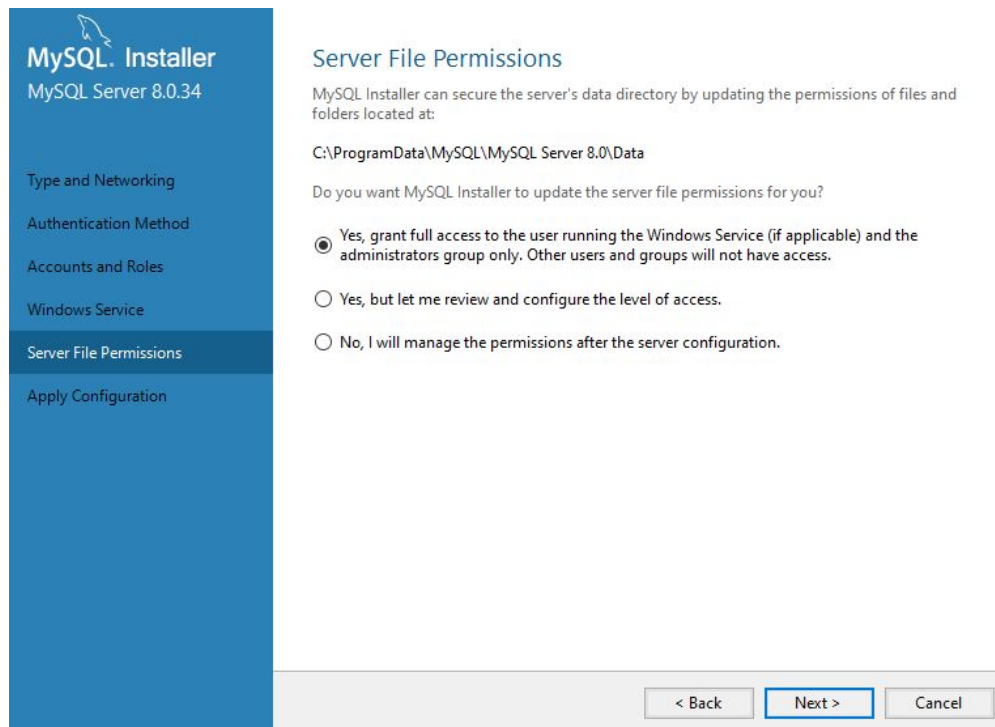 MySQL. Installer
MySQL Server 8.0.34
Type and Networking
Authentication Method
Accounts and Roles
Windows Service
Server File Permissions
Apply Configuration
Server File Permissions
MySQL Installer can secure the server's data directory by updating the permissions of files and
folders located at:
C:\ProgramData\MySQL\MySQL Server 8.0\Data
Do you want MySQL Installer to update the server file permissions for you?
Yes, grant full access to the user running the Windows Service (if applicable) and the
administrators group only. Other users and groups will not have access.
Yes, but let me review and configure the level of access.
No, I will manage the permissions after the server configuration.
< Back
Next >
Cancel